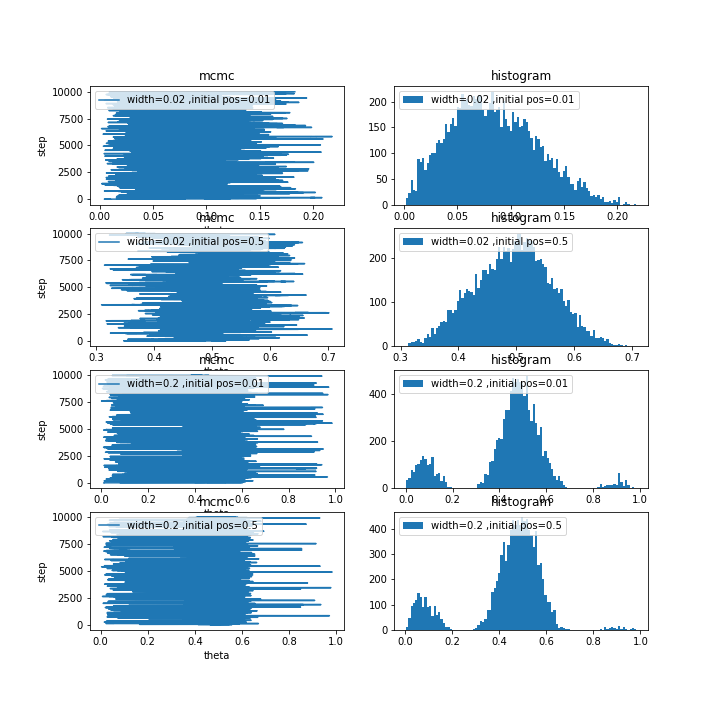 mcmc
histogram
10000
7500
5000
2500
0
step
width=0.02 ,initial pos=0.01
0.00 0.05 0.10 0.15 0.20
200
150
100
50
0
width=0.02 ,initial pos=0.01
0.00 0.05 0.10 0.15 0.20
mcmc
histogram
10000
7500
5000
2500
0
step
width=0.02 ,initial pos=0.5
0.3 0.4 0.5 0.6 0.7
200
100
0
width=0.02 ,initial pos=0.5
0.3 0.4 0.5 0.6 0.7
mcmc
histogram
10000
7500
5000
2500
0
step
width=0.2 ,initial pos=0.01
0.0 0.2 0.4 0.6 0.8 1.0
400
200
0
width=0.2 ,initial pos=0.01
0.0 0.2 0.4 0.6 0.8 1.0
mcmc
histogram
10000
7500
5000
2500
0
step
width=0.2 ,initial pos=0.5
0.0 0.2 0.4 0.6 0.8 1.0
theta
400
300
200
100
0
width=0.2 ,initial pos=0.5
0.0 0.2 0.4 0.6 0.8 1.0